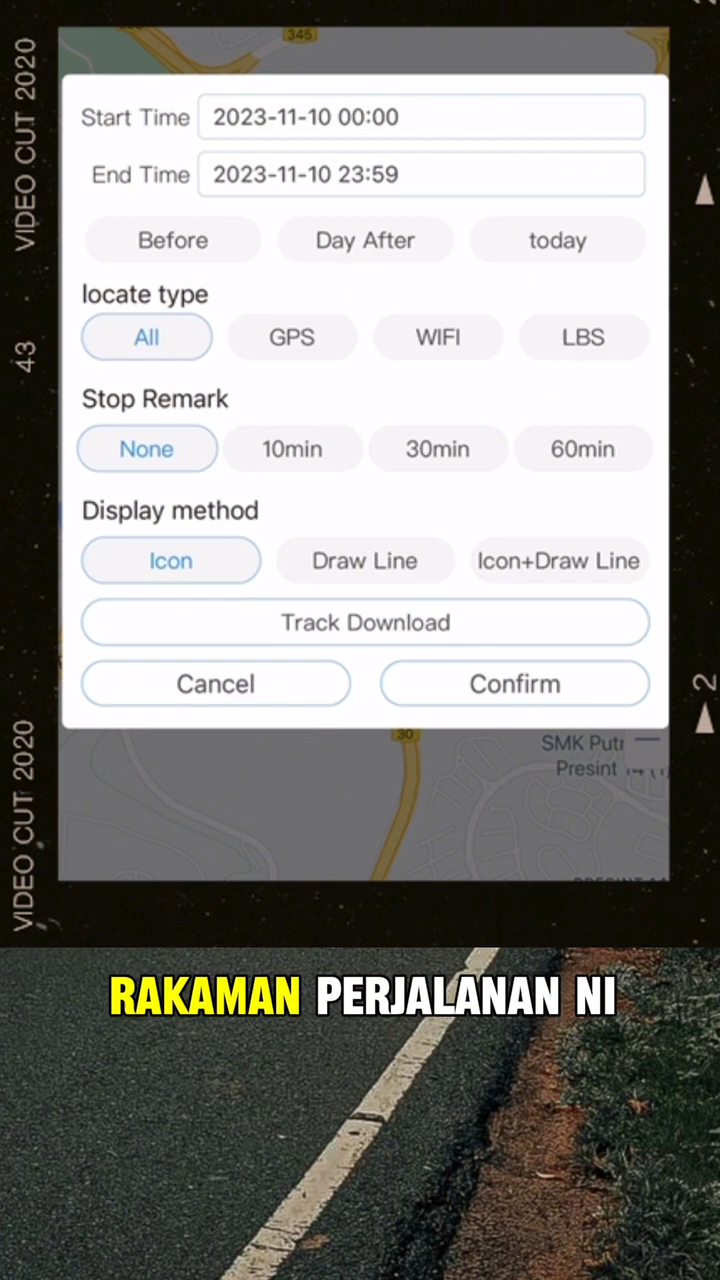 VIDEO CUT 2020
43
VIDEO CUT 2020
2
345
Start Time 2023-11-10 00:00
End Time 2023-11-10 23:59
Before Day After today
locate type
All GPS WIFI LBS
Stop Remark
None 10min 30min 60min
Display method
Icon Draw Line Icon+Draw Line
Track Download
Cancel Confirm
30
SMK Putr
Presint
RAKAMAN PERJALANAN NI